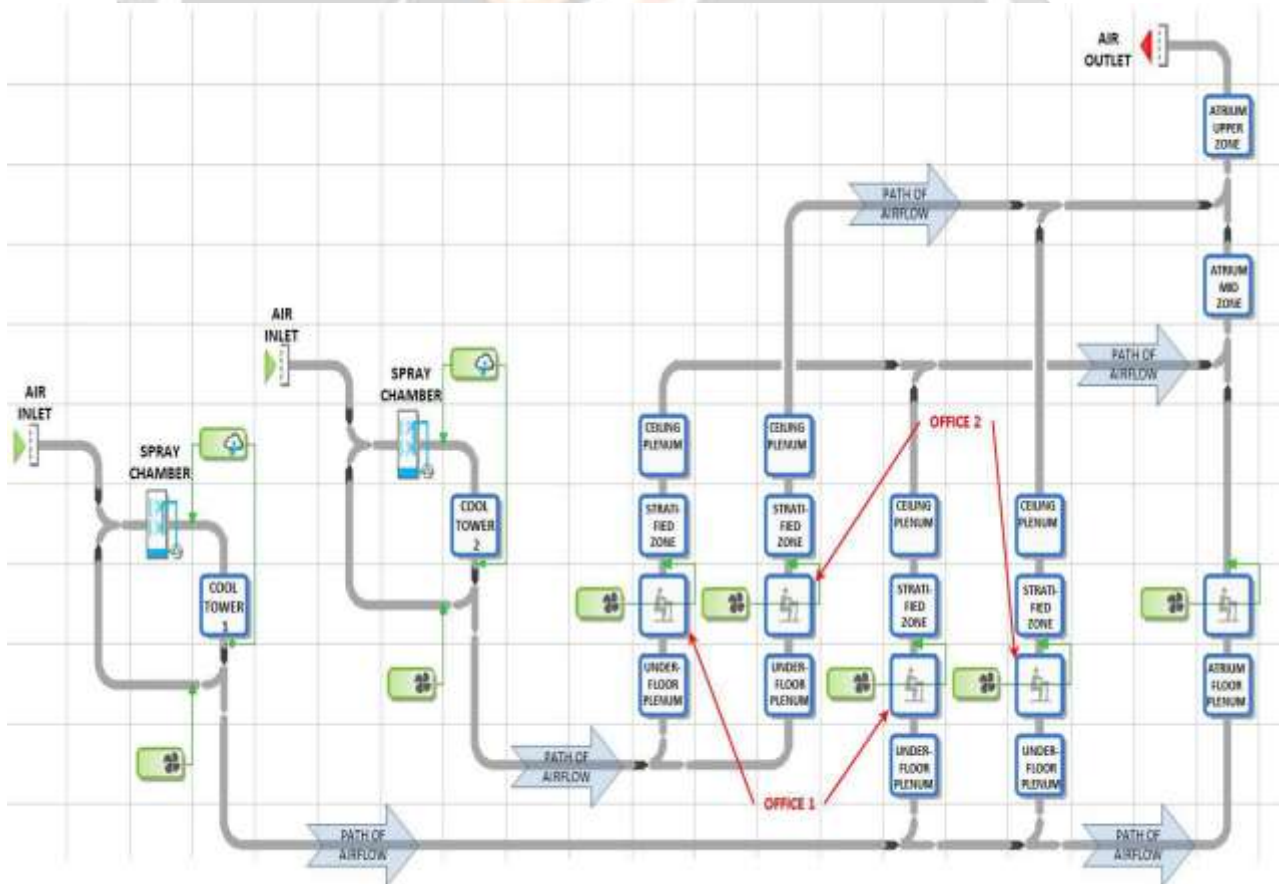 AIR
OUTLET
ATRIUM
UPPER
ZONE
PATH OF
AIRFLOW
ATRIUM
MID
ZONE
AIR
INLET
PATH OF
AIRFLOW
SPRAY
CHAMBER
AIR
INLET
CEILING
PLENUM
CEILING
PLENUM
OFFICE 2
SPRAY
CHAMBER
COOL
TOWER
2
STRATI-
FIED
ZONE
STRATI-
FIED
ZONE
CEILING
PLENUM
CEILING
PLENUM
COOL
TOWER
1
STRATI-
FIED
ZONE
STRATI-
FIED
ZONE
UNDER-
FLOOR
PLENUM
UNDER-
FLOOR
PLENUM
ATRIUM
FLOOR
PLENUM
PATH OF
AIRFLOW
UNDER-
FLOOR
PLENUM
UNDER-
FLOOR
PLENUM
OFFICE 1
PATH OF
AIRFLOW
PATH OF
AIRFLOW